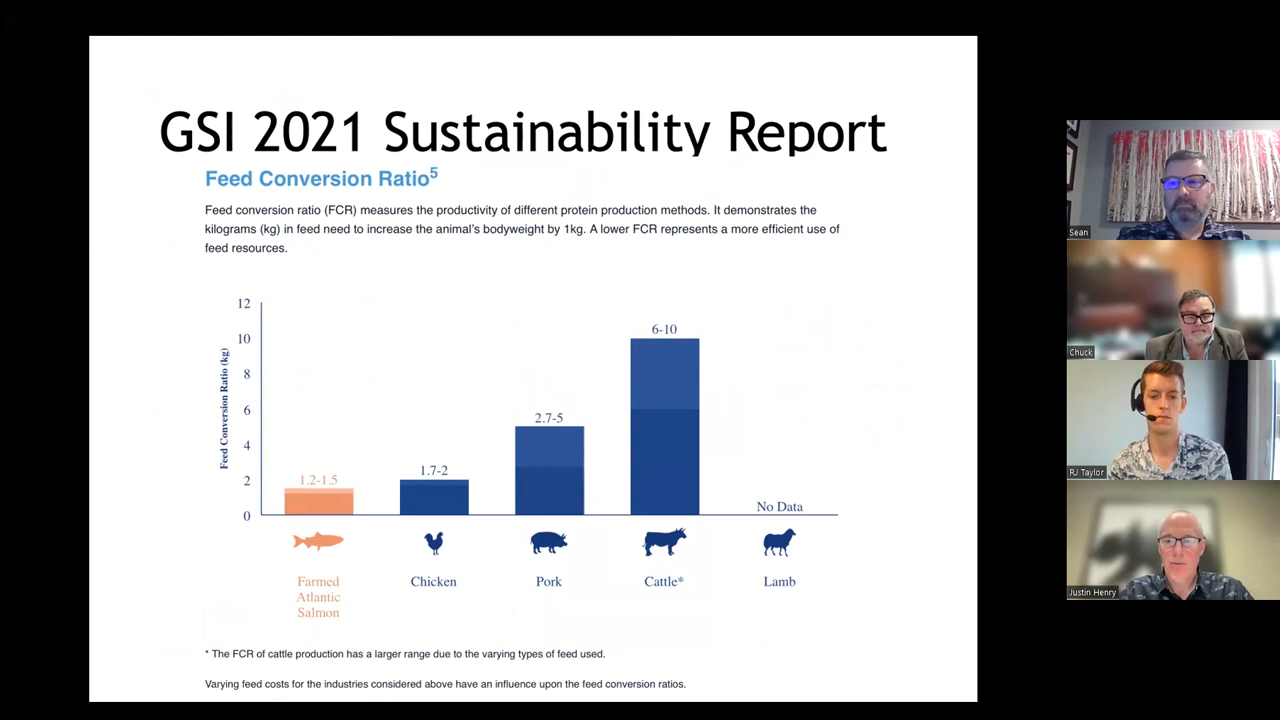 GSI 2021 Sustainability Report
Feed Conversion Ratio5
Feed conversion ratio (FCR) measures the productivity of different protein production methods. It demonstrates the
kilograms (kg) in feed need to increase the animal's bodyweight by 1kg. A lower FCR represents a more efficient use of
feed resources.
Feed Conversion Ratio (kg)
12
10
8
6
4
2
0
1.2-1.5
1.7-2
2.7-5
6-10
No Data
Farmed
Atlantic
Salmon
Chicken
Pork
Cattle*
Lamb
* The FCR of cattle production has a larger range due to the varying types of feed used.
Varying feed costs for the industries considered above have an influence upon the feed conversion ratios.
Sean
Chuck
RJ Taylor
Justin Henry